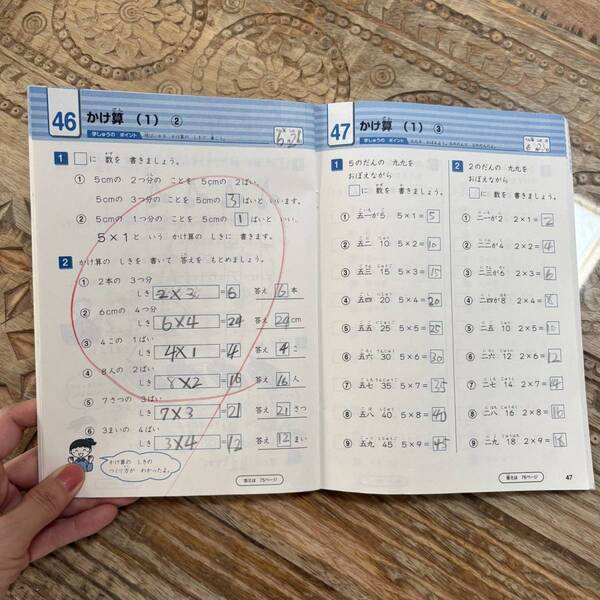 46 かけ算 (1) ②
学しゅうの ポイント
1 □に 数を 書きましょう。
① 5cmの 2つ分の ことを 5cmの 2ばい、
5cmの 3つ分の ことを 5cmの 3ばいと いいます。
② 5cmの 1つ分の ことを 5cmの 1ばいと いい、
5×1と いう かけ算の しきに 書きます。
2 かけ算の しきを 書いて 答えを もとめましょう。
① 2本の 3つ分
しき 2×3=6 答え 6本
② 6cmの 4つ分
しき 6×4=24 答え 24cm
③ 4この 1ばい
しき 4×1=4 答え 4こ
④ 8人の 2ばい
しき 8×2=16 答え 16人
⑤ 7さつの 3ばい
しき 7×3=21 答え 21さつ
⑥ 3まいの 4ばい
しき 3×4=12 答え 12まい
かけ算の しきの
つくり方が わかったよ。
答えは 75ページ
47 かけ算 (1) ③
学しゅうの ポイント
1 5のだんの 九九を
おぼえながら
□に 数を 書きましょう。
① 五一が5 5×1=5
② 五二 10 5×2=10
③ 五三 15 5×3=15
④ 五四 20 5×4=20
⑤ 五五 25 5×5=25
⑥ 五六 30 5×6=30
⑦ 五七 35 5×7=35
⑧ 五八 40 5×8=40
⑨ 五九 45 5×9=45
2 2のだんの 九九を
おぼえながら
□に 数を 書きましょう。
① 二一が2 2×1=2
② 二二が4 2×2=4
③ 二三が6 2×3=6
④ 二四が8 2×4=8
⑤ 二五 10 2×5=10
⑥ 二六 12 2×6=12
⑦ 二七 14 2×7=14
⑧ 二八 16 2×8=16
⑨ 二九 18 2×9=18
答えは 76ページ
47